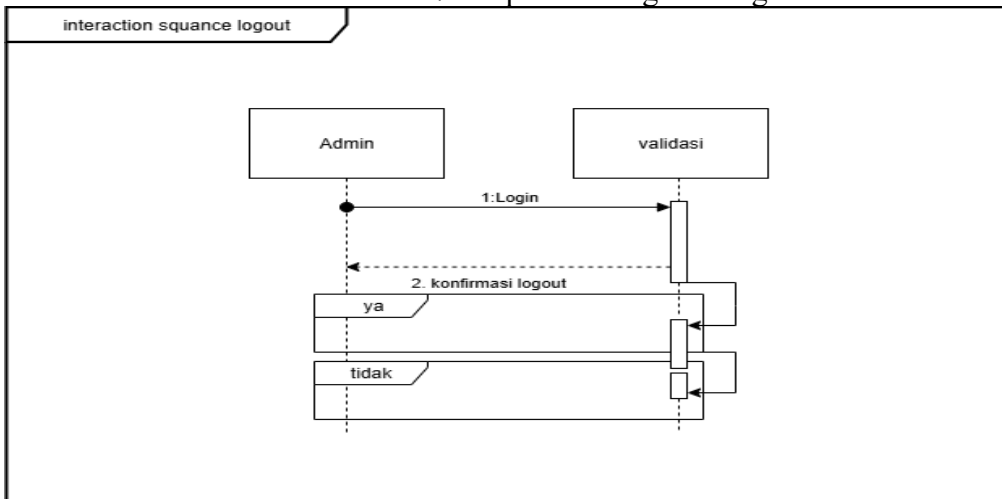 interaction squance logout
Admin
validasi
1:Login
2. konfirmasi logout
ya
tidak